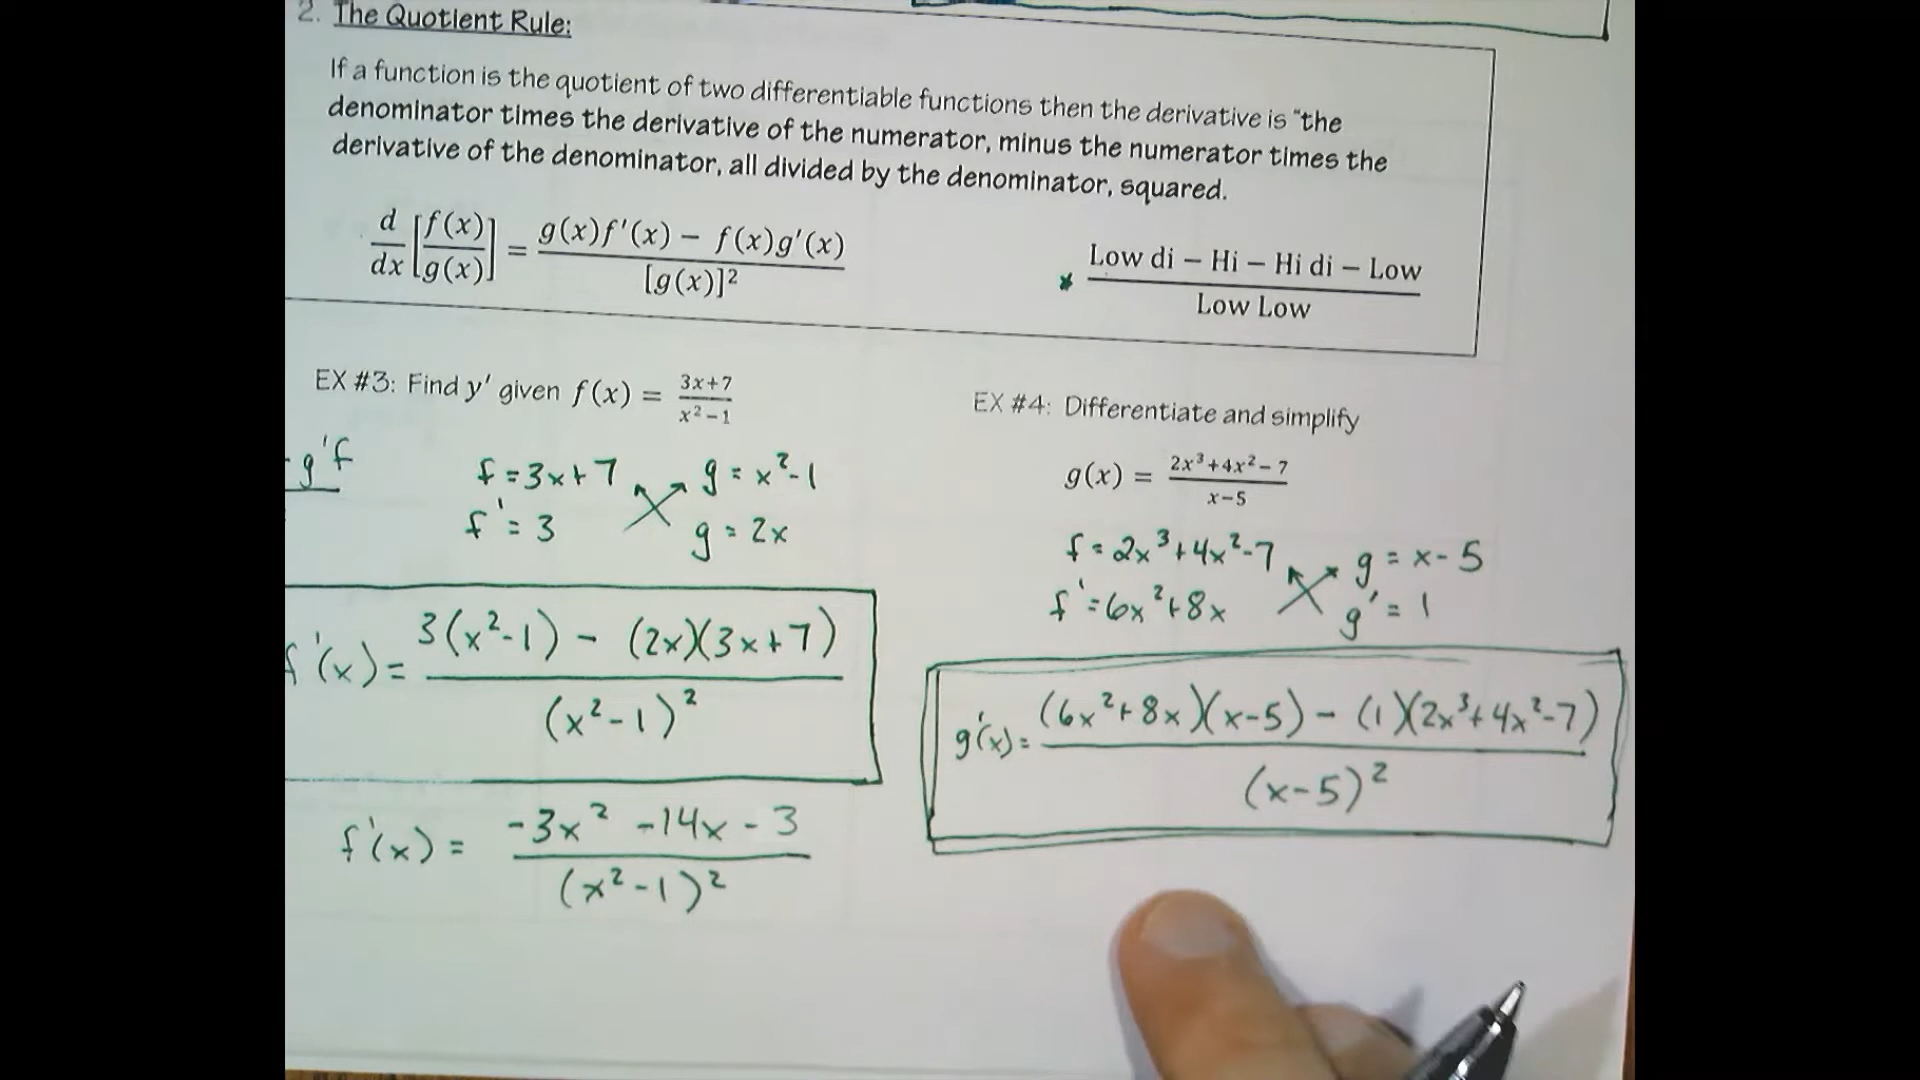 2. The Quotient Rule:
If a function is the quotient of two differentiable functions then the derivative is "the
denominator times the derivative of the numerator, minus the numerator times the
derivative of the denominator, all divided by the denominator, squared.
d/dx [f(x)/g(x)] = (g(x)f'(x) − f(x)g'(x))/[g(x)]²
* (Low di − Hi − Hi di − Low)/(Low Low)
EX #3: Find y' given f(x) = (3x+7)/(x²−1)
- g'f
f = 3x+7 g = x²-1
f' = 3 g = 2x
f'(x) = (3(x²-1) - (2x)(3x+7))/(x²-1)²
f'(x) = (-3x² -14x - 3)/(x²-1)²
EX #4: Differentiate and simplify
g(x) = (2x³+4x²−7)/(x−5)
f = 2x³+4x²-7 g = x-5
f' = 6x²+8x g' = 1
g'(x) = ((6x²+8x)(x-5) - (1)(2x³+4x²-7))/(x-5)²